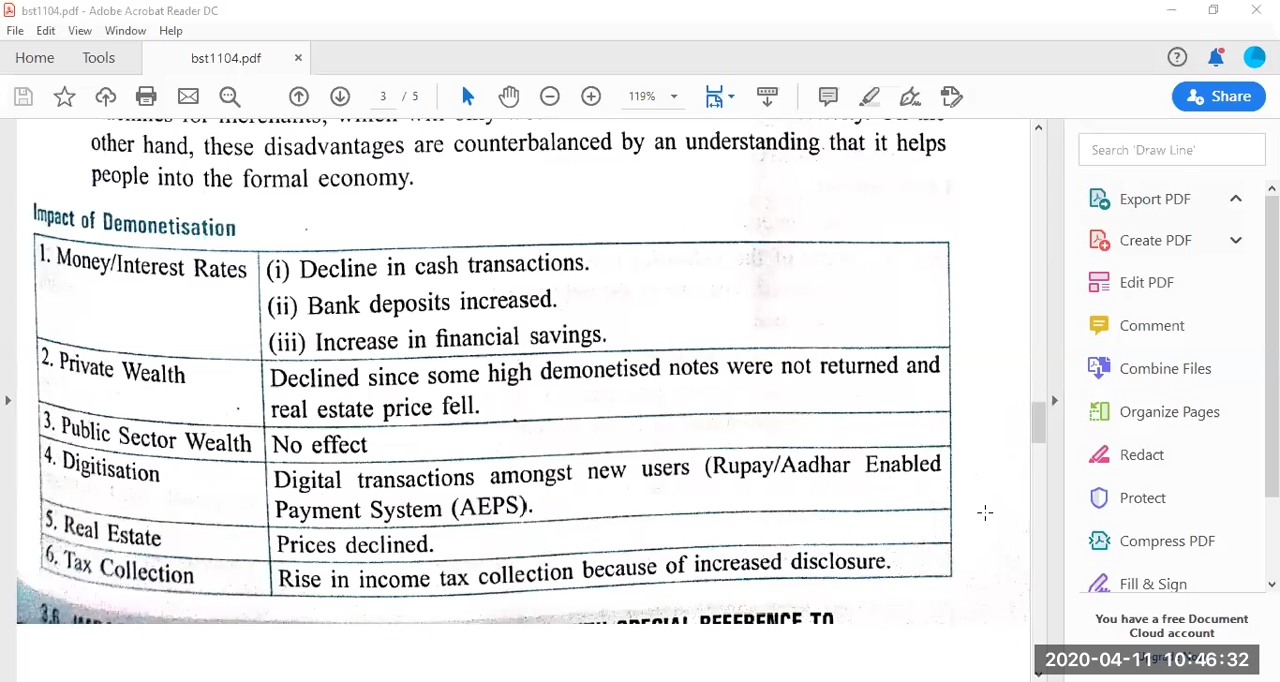 bst1104.pdf - Adobe Acrobat Reader DC
File Edit View Window Help
Home Tools bst1104.pdf ×
3 / 5 119% Share
other hand, these disadvantages are counterbalanced by an understanding that it helps
people into the formal economy.
Impact of Demonetisation
1. Money/Interest Rates (i) Decline in cash transactions.
(ii) Bank deposits increased.
(iii) Increase in financial savings.
2. Private Wealth Declined since some high demonetised notes were not returned and
real estate price fell.
3. Public Sector Wealth No effect
4. Digitisation Digital transactions amongst new users (Rupay/Aadhar Enabled
Payment System (AEPS).
5. Real Estate Prices declined.
6. Tax Collection Rise in income tax collection because of increased disclosure.
SPECIAL REFERENCE TO
Search 'Draw Line'
Export PDF
Create PDF
Edit PDF
Comment
Combine Files
Organize Pages
Redact
Protect
Compress PDF
Fill & Sign
You have a free Document
Cloud account
2020-04-11 10:46:32